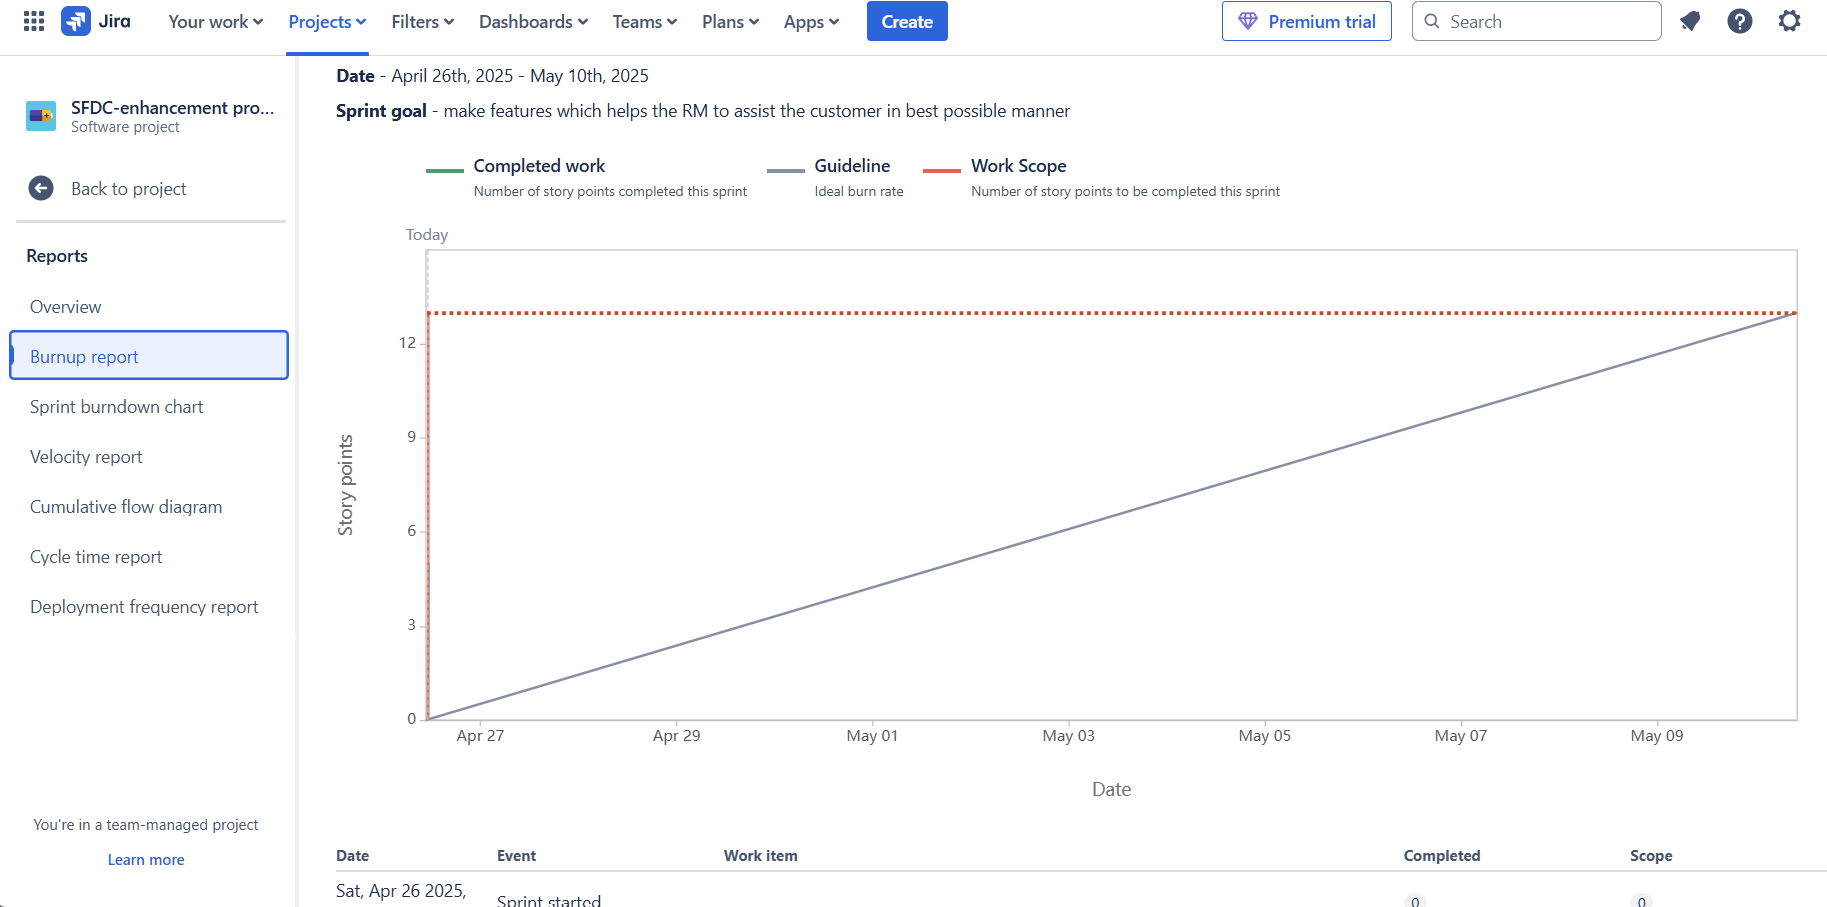 Jira Your work Projects Filters Dashboards Teams Plans Apps Create Premium trial Search
SFDC-enhancement pro...
Software project
Back to project
Reports
Overview
Burnup report
Sprint burndown chart
Velocity report
Cumulative flow diagram
Cycle time report
Deployment frequency report
You're in a team-managed project
Learn more
Date - April 26th, 2025 - May 10th, 2025
Sprint goal - make features which helps the RM to assist the customer in best possible manner
Completed work Guideline Work Scope
Number of story points completed this sprint Ideal burn rate Number of story points to be completed this sprint
Today
12
9
6
3
0
Story points
Apr 27 Apr 29 May 01 May 03 May 05 May 07 May 09
Date
Date Event Work item Completed Scope
Sat, Apr 26 2025,
Sprint started 0 0